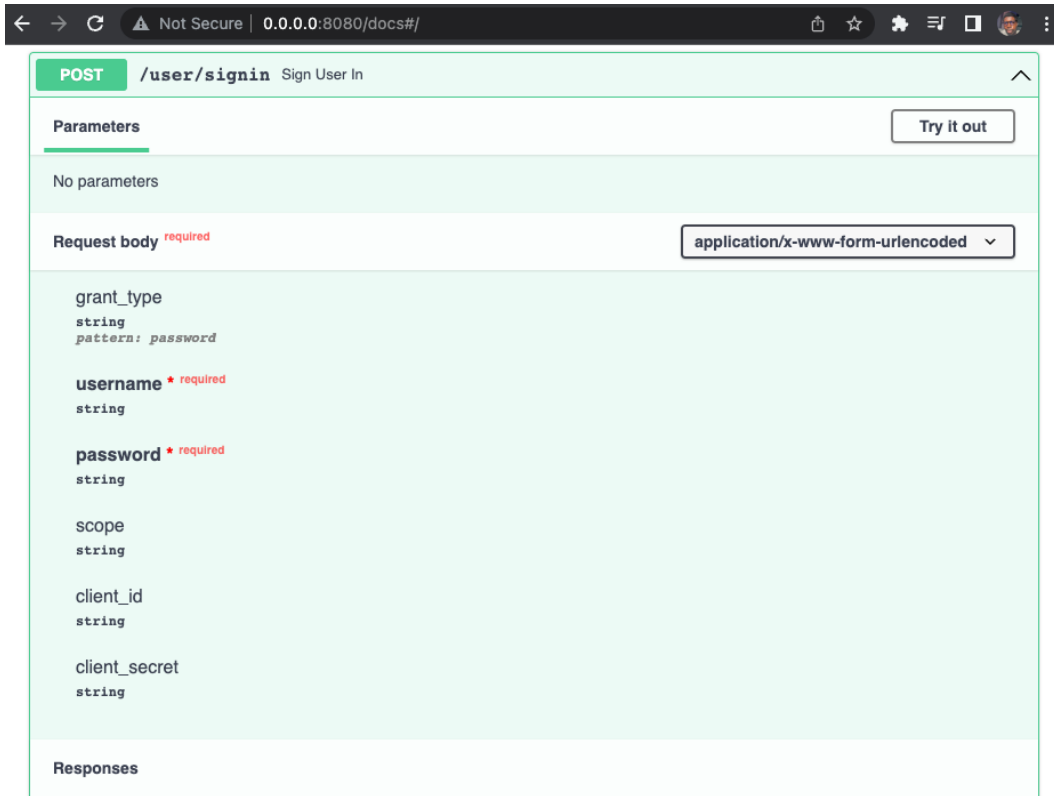 Not Secure | 0.0.0.0:8080/docs#/
POST /user/signin Sign User In
Parameters
Try it out
No parameters
Request body required
application/x-www-form-urlencoded
grant_type
string
pattern: password
username * required
string
password * required
string
scope
string
client_id
string
client_secret
string
Responses